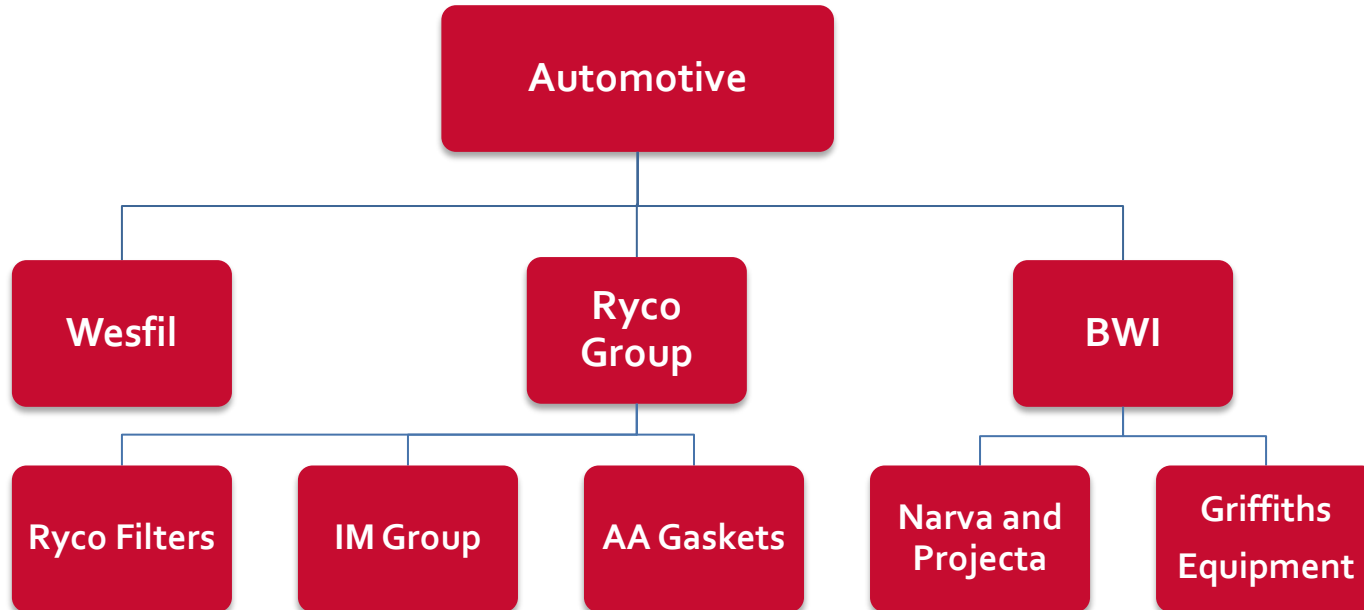 Automotive
Wesfil
Ryco
Group
BWI
Ryco Filters
IM Group
AA Gaskets
Narva and
Projecta
Griffiths
Equipment